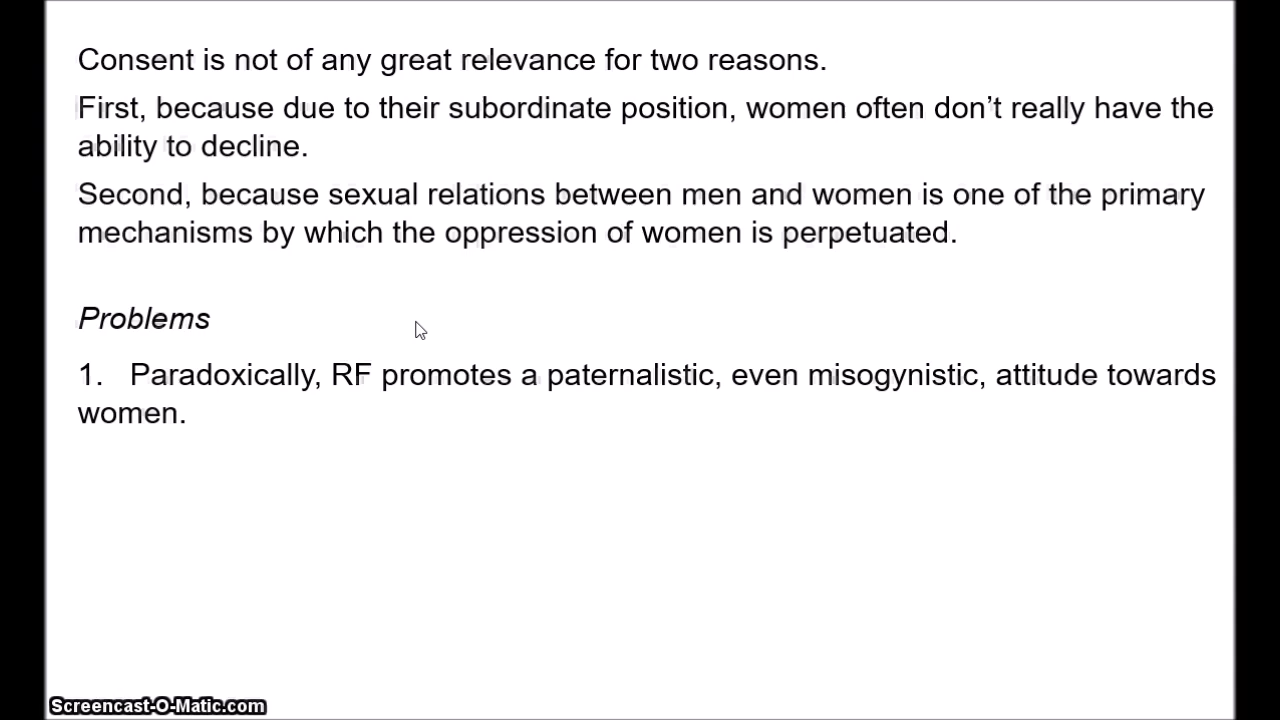 Consent is not of any great relevance for two reasons.
First, because due to their subordinate position, women often don’t really have the
ability to decline.
Second, because sexual relations between men and women is one of the primary
mechanisms by which the oppression of women is perpetuated.
Problems
1. Paradoxically, RF promotes a paternalistic, even misogynistic, attitude towards
women.
Screencast-O-Matic.com